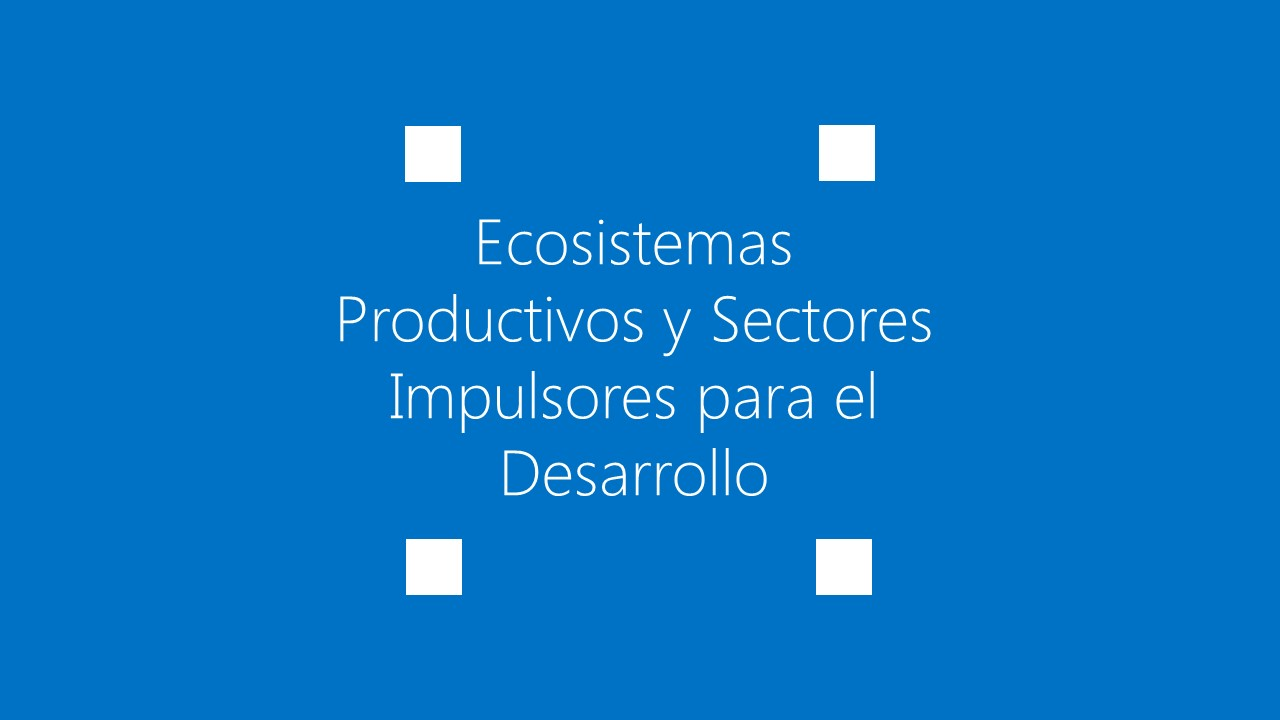 Ecosistemas
Productivos y Sectores
Impulsores para el
Desarrollo